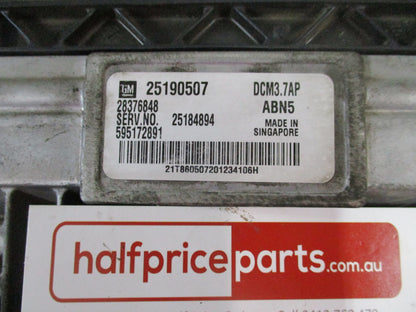 GM 25190507 DCM3.7AP
28376848 ABN5
SERV.NO. 25184894 MADE IN
595172891 SINGAPORE
21T860507201234106H
halfpriceparts.com.au